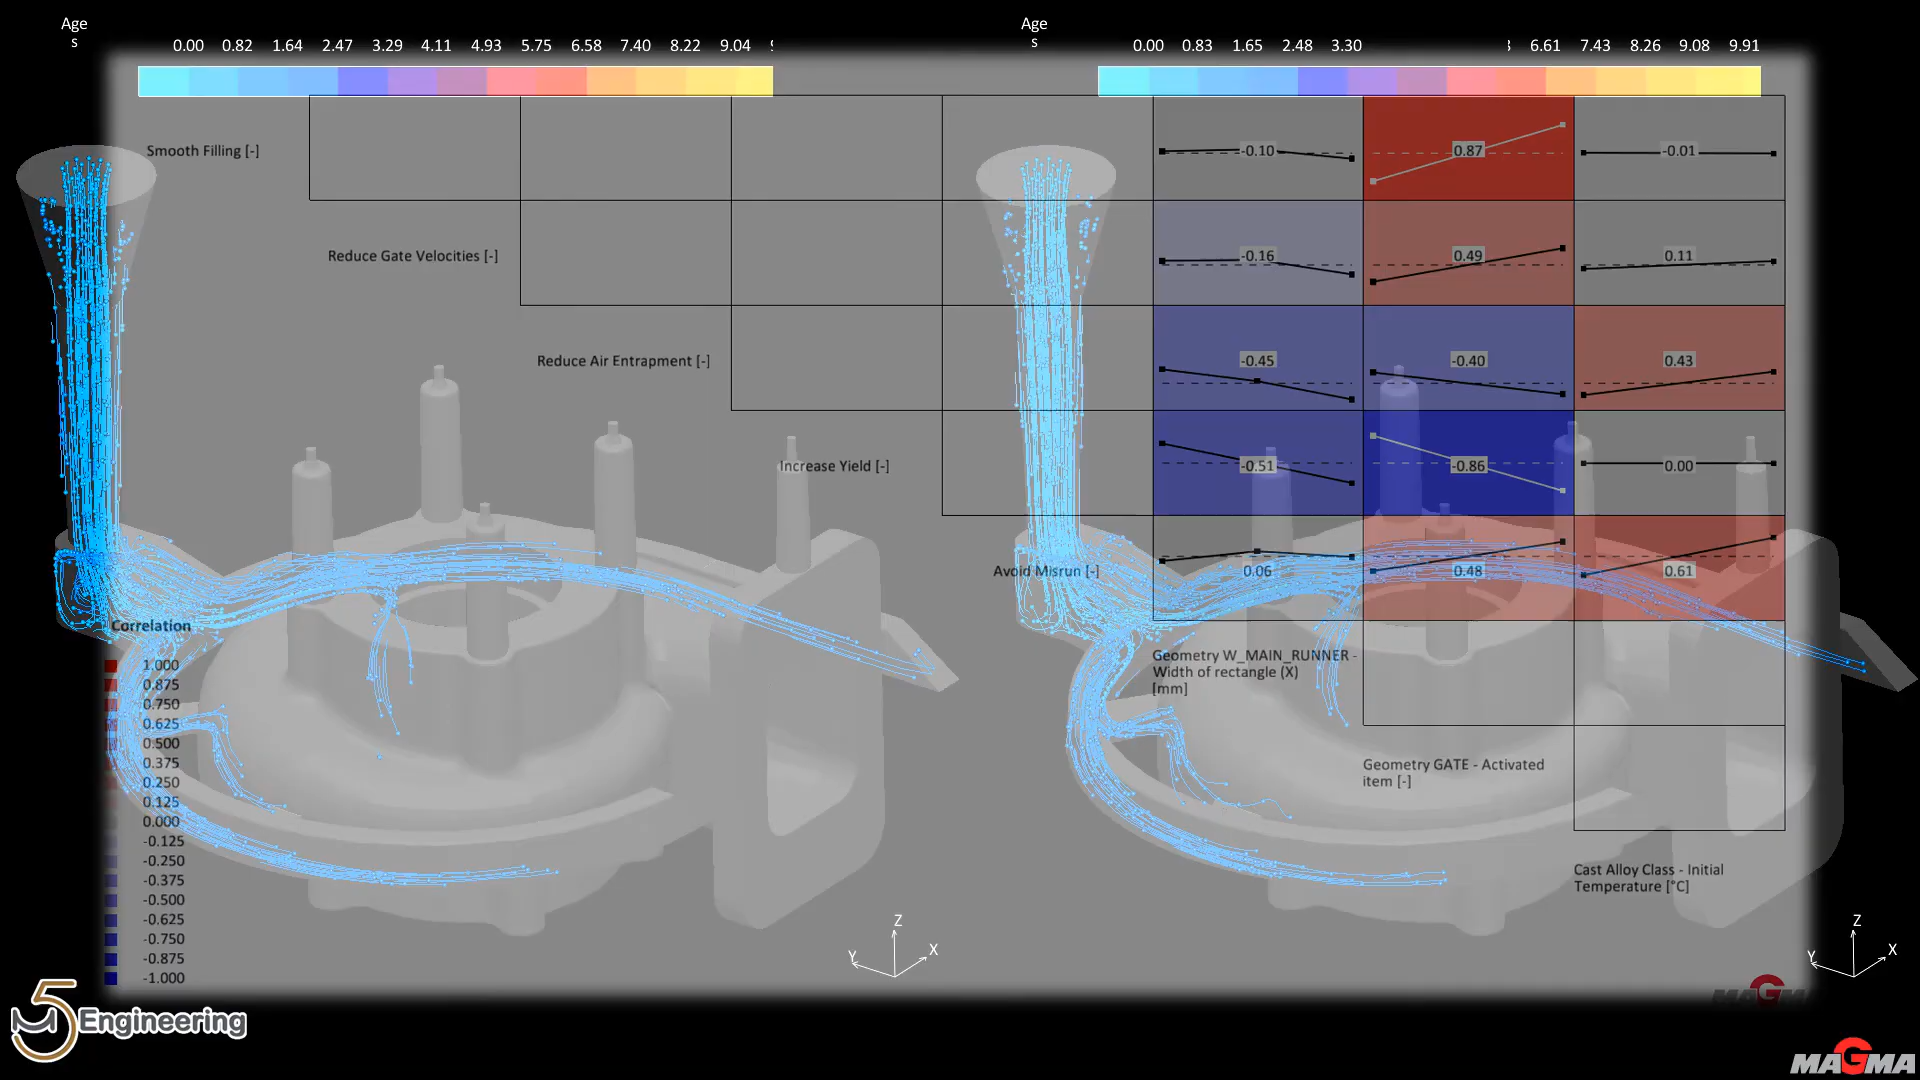 Age
s
0.00 0.82 1.64 2.47 3.29 4.11 4.93 5.75 6.58 7.40 8.22 9.04
Age
s
0.00 0.83 1.65 2.48 3.30 6.61 7.43 8.26 9.08 9.91
Smooth Filling [-]
-0.10 0.87 -0.01
Reduce Gate Velocities [-]
-0.16 0.49 0.11
Reduce Air Entrapment [-]
-0.45 -0.40 0.43
Increase Yield [-]
-0.51 -0.86 0.00
Avoid Misrun [-]
0.06 0.48 0.61
Geometry W_MAIN_RUNNER -
Width of rectangle (X)
[mm]
Geometry GATE - Activated
item [-]
Cast Alloy Class - Initial
Temperature [°C]
Correlation
1.000
0.875
0.750
0.625
0.500
0.375
0.250
0.125
0.000
-0.125
-0.250
-0.375
-0.500
-0.625
-0.750
-0.875
-1.000
Z
Y X
Z
Y X
MAGMA
5M Engineering
MAGMA